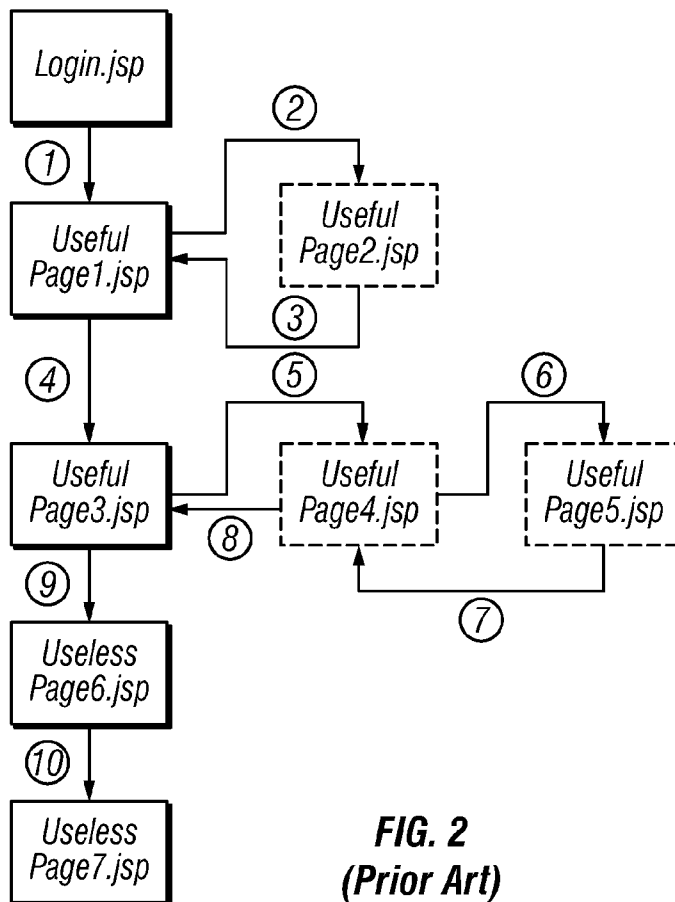 Login.jsp
1
2
Useful
Page1.jsp
Useful
Page2.jsp
3
4
5
6
Useful
Page3.jsp
Useful
Page4.jsp
Useful
Page5.jsp
8
9
7
Useless
Page6.jsp
10
Useless
Page7.jsp
FIG. 2
(Prior Art)